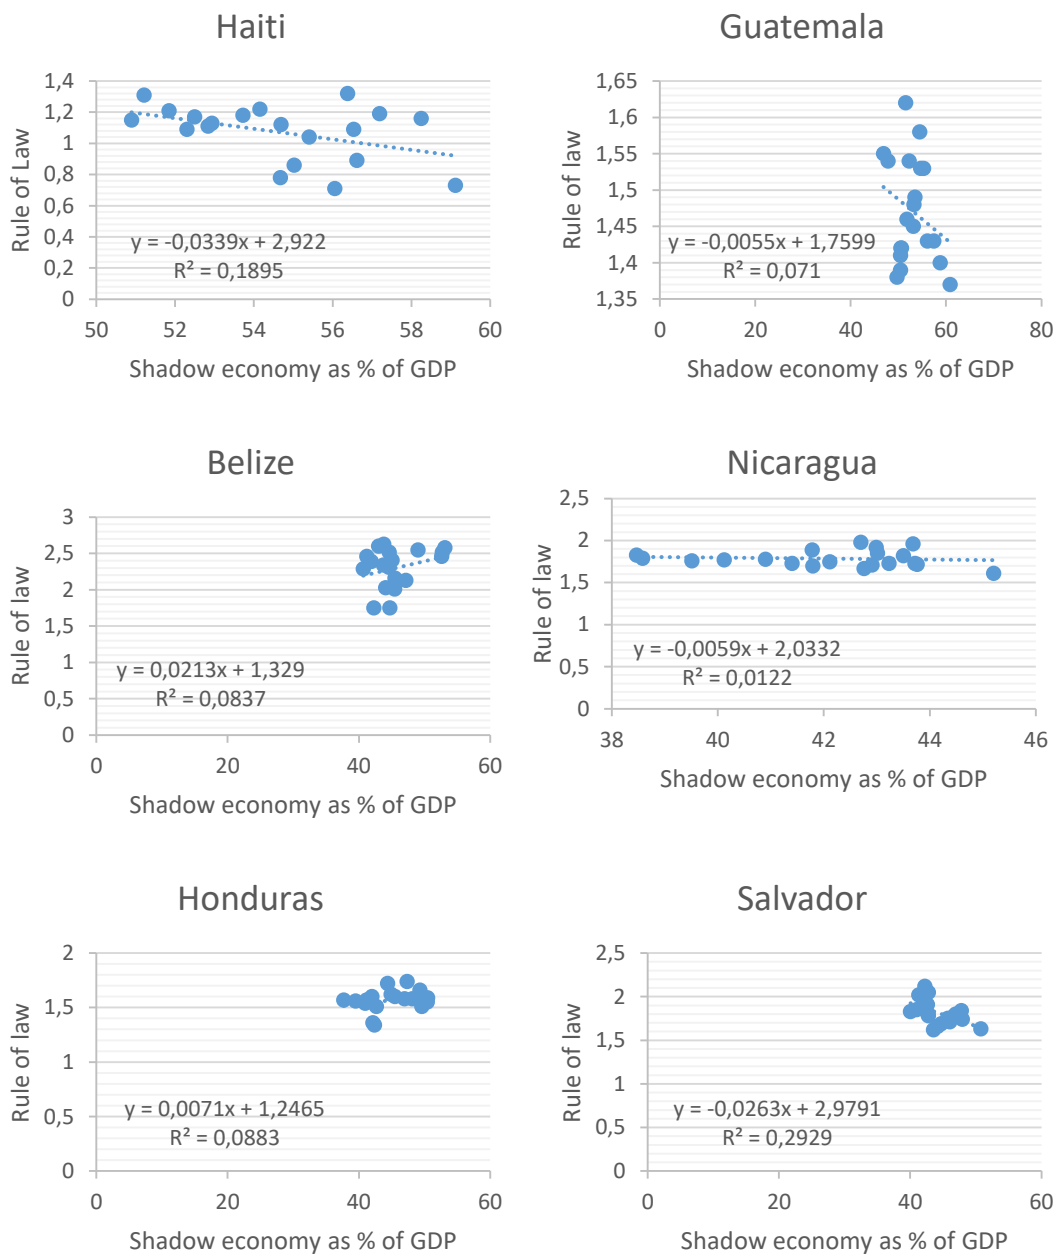 Haiti
Rule of Law
1,4
1,2
1
0,8
0,6
0,4
0,2
0
y = -0,0339x + 2,922
R² = 0,1895
50 52 54 56 58 60
Shadow economy as % of GDP
Guatemala
Rule of law
1,65
1,6
1,55
1,5
1,45
1,4
1,35
y = -0,0055x + 1,7599
R² = 0,071
0 20 40 60 80
Shadow economy as % of GDP
Belize
Rule of law
3
2,5
2
1,5
1
0,5
0
y = 0,0213x + 1,329
R² = 0,0837
0 20 40 60
Shadow economy as % of GDP
Nicaragua
Rule of law
2,5
2
1,5
1
0,5
0
y = -0,0059x + 2,0332
R² = 0,0122
38 40 42 44 46
Shadow economy as % of GDP
Honduras
Rule of law
2
1,5
1
0,5
0
y = 0,0071x + 1,2465
R² = 0,0883
0 20 40 60
Shadow economy as % of GDP
Salvador
Rule of law
2,5
2
1,5
1
0,5
0
y = -0,0263x + 2,9791
R² = 0,2929
0 20 40 60
Shadow economy as % of GDP